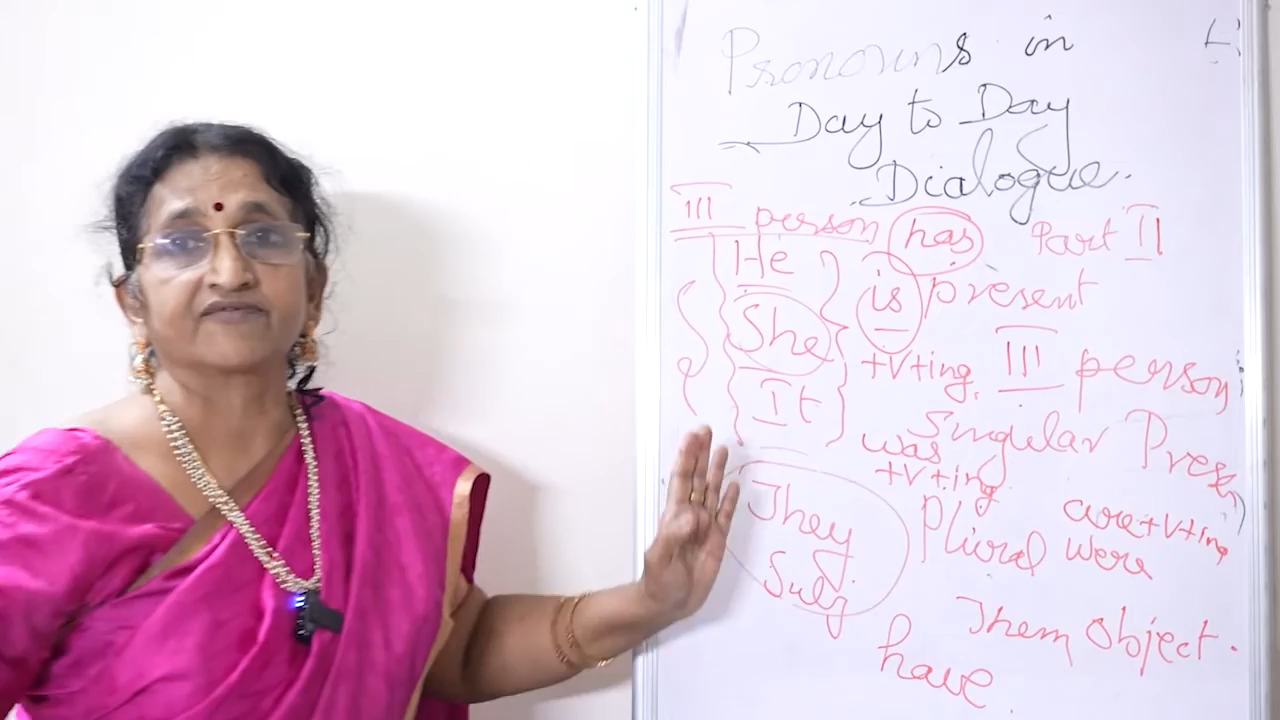 Pronouns in
Day to Day
Dialogue.
III person has Part II
He is present
She
+V+ing. III person
It
Singular Present
was
+V+ing
They Plural are+V+ing
were
Subj
Them Object.
have